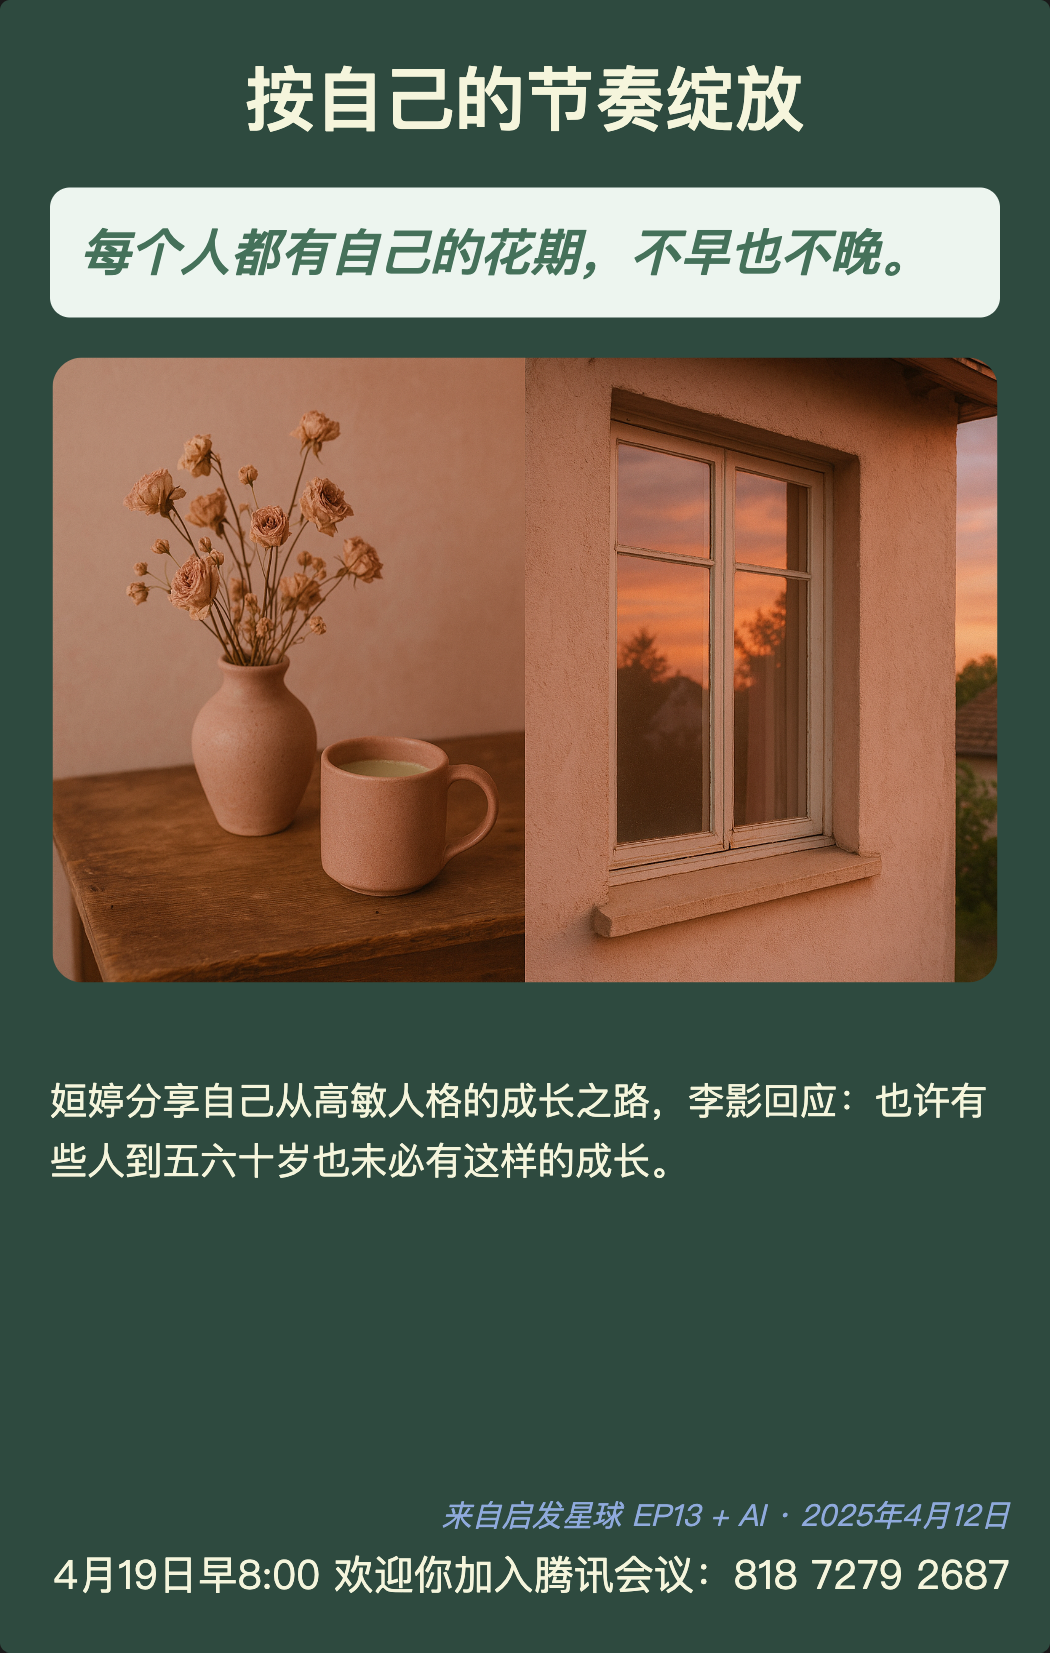 按自己的节奏绽放
每个人都有自己的花期，不早也不晚。
姮婷分享自己从高敏人格的成长之路，李影回应：也许有
些人到五六十岁也未必有这样的成长。
来自启发星球 EP13 + AI · 2025年4月12日
4月19日早8:00 欢迎你加入腾讯会议：818 7279 2687